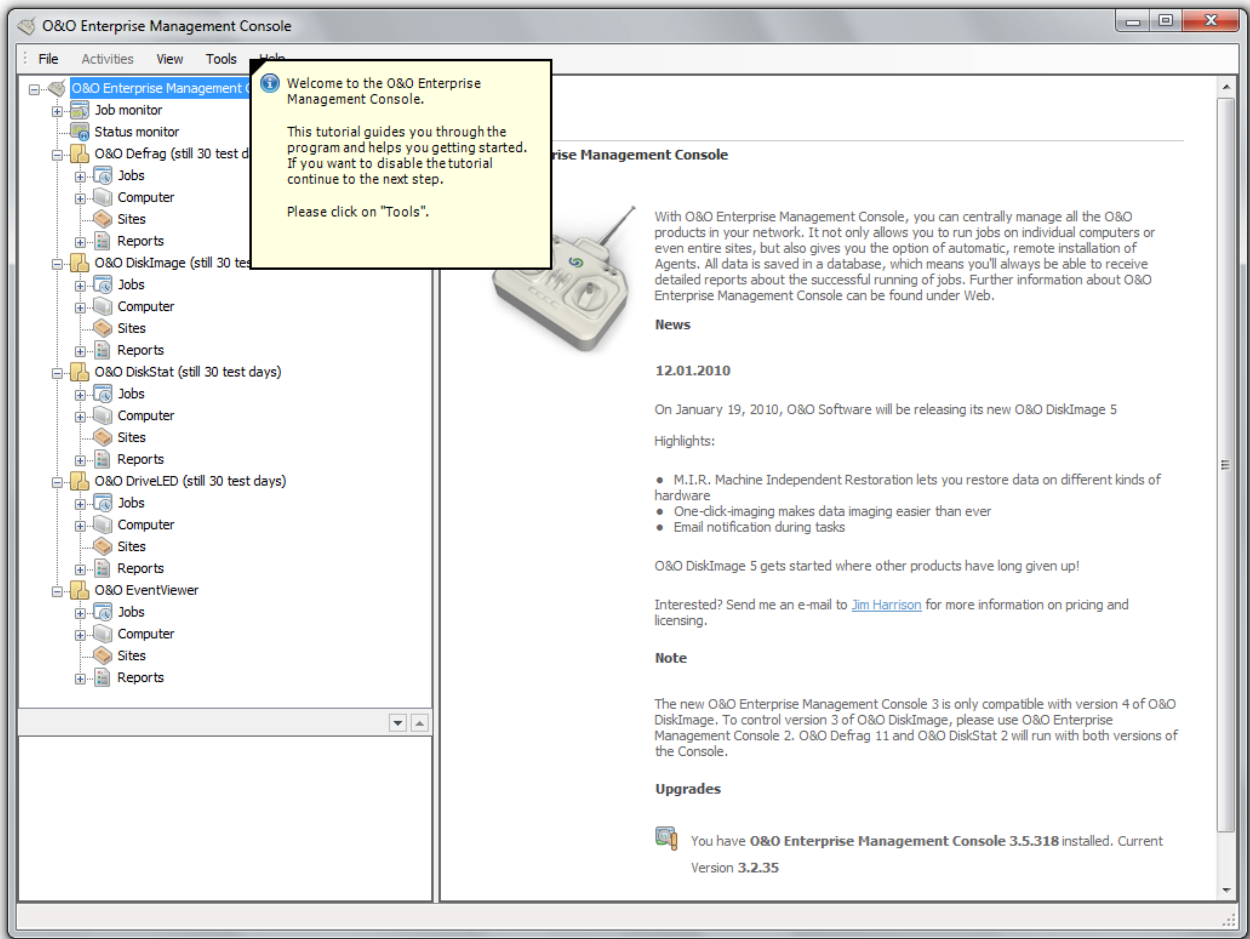 O&O Enterprise Management Console
File Activities View Tools Help
O&O Enterprise Management
Job monitor
Status monitor
O&O Defrag (still 30 test d
Jobs
Computer
Sites
Reports
O&O DiskImage (still 30 tes
Jobs
Computer
Sites
Reports
O&O DiskStat (still 30 test days)
Jobs
Computer
Sites
Reports
O&O DriveLED (still 30 test days)
Jobs
Computer
Sites
Reports
O&O EventViewer
Jobs
Computer
Sites
Reports
Welcome to the O&O Enterprise
Management Console.
This tutorial guides you through the
program and helps you getting started.
If you want to disable the tutorial
continue to the next step.
Please click on "Tools".
rise Management Console
With O&O Enterprise Management Console, you can centrally manage all the O&O
products in your network. It not only allows you to run jobs on individual computers or
even entire sites, but also gives you the option of automatic, remote installation of
Agents. All data is saved in a database, which means you'll always be able to receive
detailed reports about the successful running of jobs. Further information about O&O
Enterprise Management Console can be found under Web.
News
12.01.2010
On January 19, 2010, O&O Software will be releasing its new O&O DiskImage 5
Highlights:
● M.I.R. Machine Independent Restoration lets you restore data on different kinds of
hardware
● One-click-imaging makes data imaging easier than ever
● Email notification during tasks
O&O DiskImage 5 gets started where other products have long given up!
Interested? Send me an e-mail to Jim Harrison for more information on pricing and
licensing.
Note
The new O&O Enterprise Management Console 3 is only compatible with version 4 of O&O
DiskImage. To control version 3 of O&O DiskImage, please use O&O Enterprise
Management Console 2. O&O Defrag 11 and O&O DiskStat 2 will run with both versions of
the Console.
Upgrades
You have O&O Enterprise Management Console 3.5.318 installed. Current
Version 3.2.35